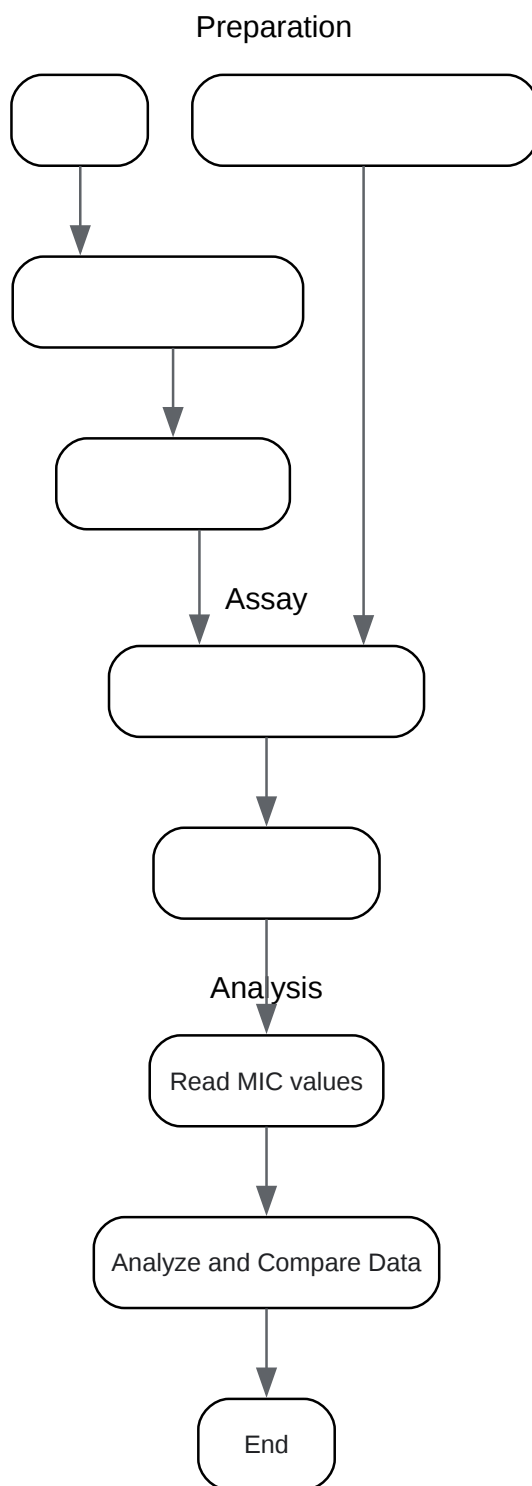 Preparation
Assay
Analysis
Read MIC values
Analyze and Compare Data
End